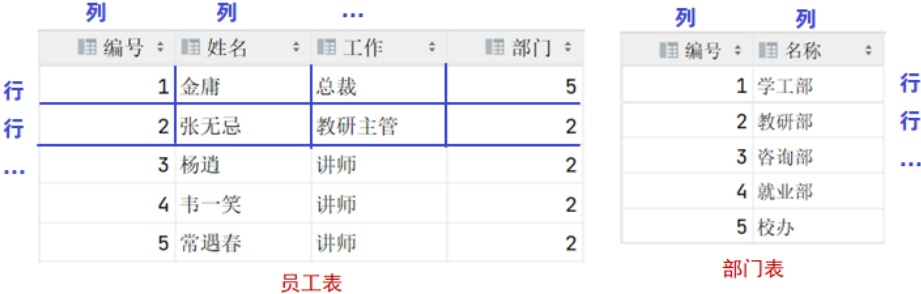 列 列 ...
编号 姓名 工作 部门
行 1 金庸 总裁 5
行 2 张无忌 教研主管 2
... 3 杨逍 讲师 2
4 韦一笑 讲师 2
5 常遇春 讲师 2
员工表
列 列
编号 名称
1 学工部 行
2 教研部 行
3 咨询部 ...
4 就业部
5 校办
部门表